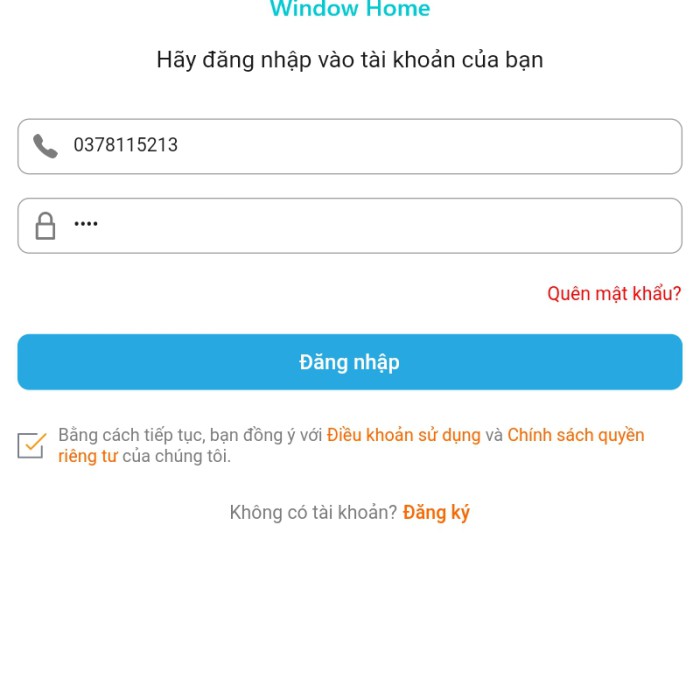 Window Home
Hãy đăng nhập vào tài khoản của bạn
0378115213
••••
Quên mật khẩu?
Đăng nhập
Bằng cách tiếp tục, bạn đồng ý với Điều khoản sử dụng và Chính sách quyền
riêng tư của chúng tôi.
Không có tài khoản? Đăng ký